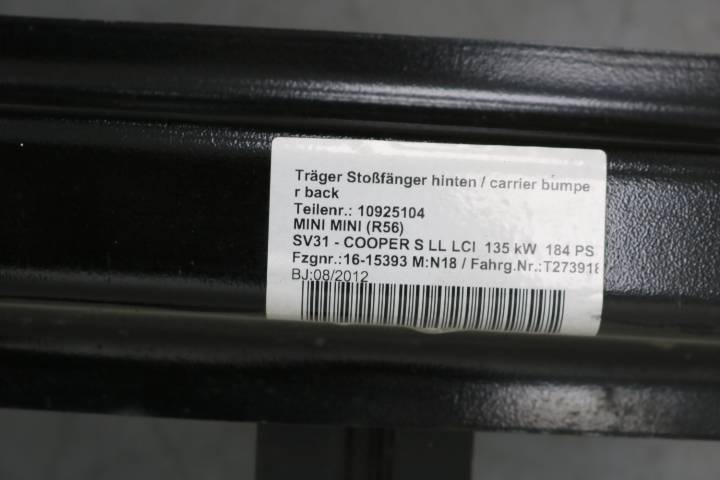 Träger Stoßfänger hinten / carrier bumpe
r back
Teilenr.: 10925104
MINI MINI (R56)
SV31 - COOPER S LL LCI 135 kW 184 PS
Fzgnr.:16-15393 M:N18 / Fahrg.Nr.:T273918
BJ:08/2012